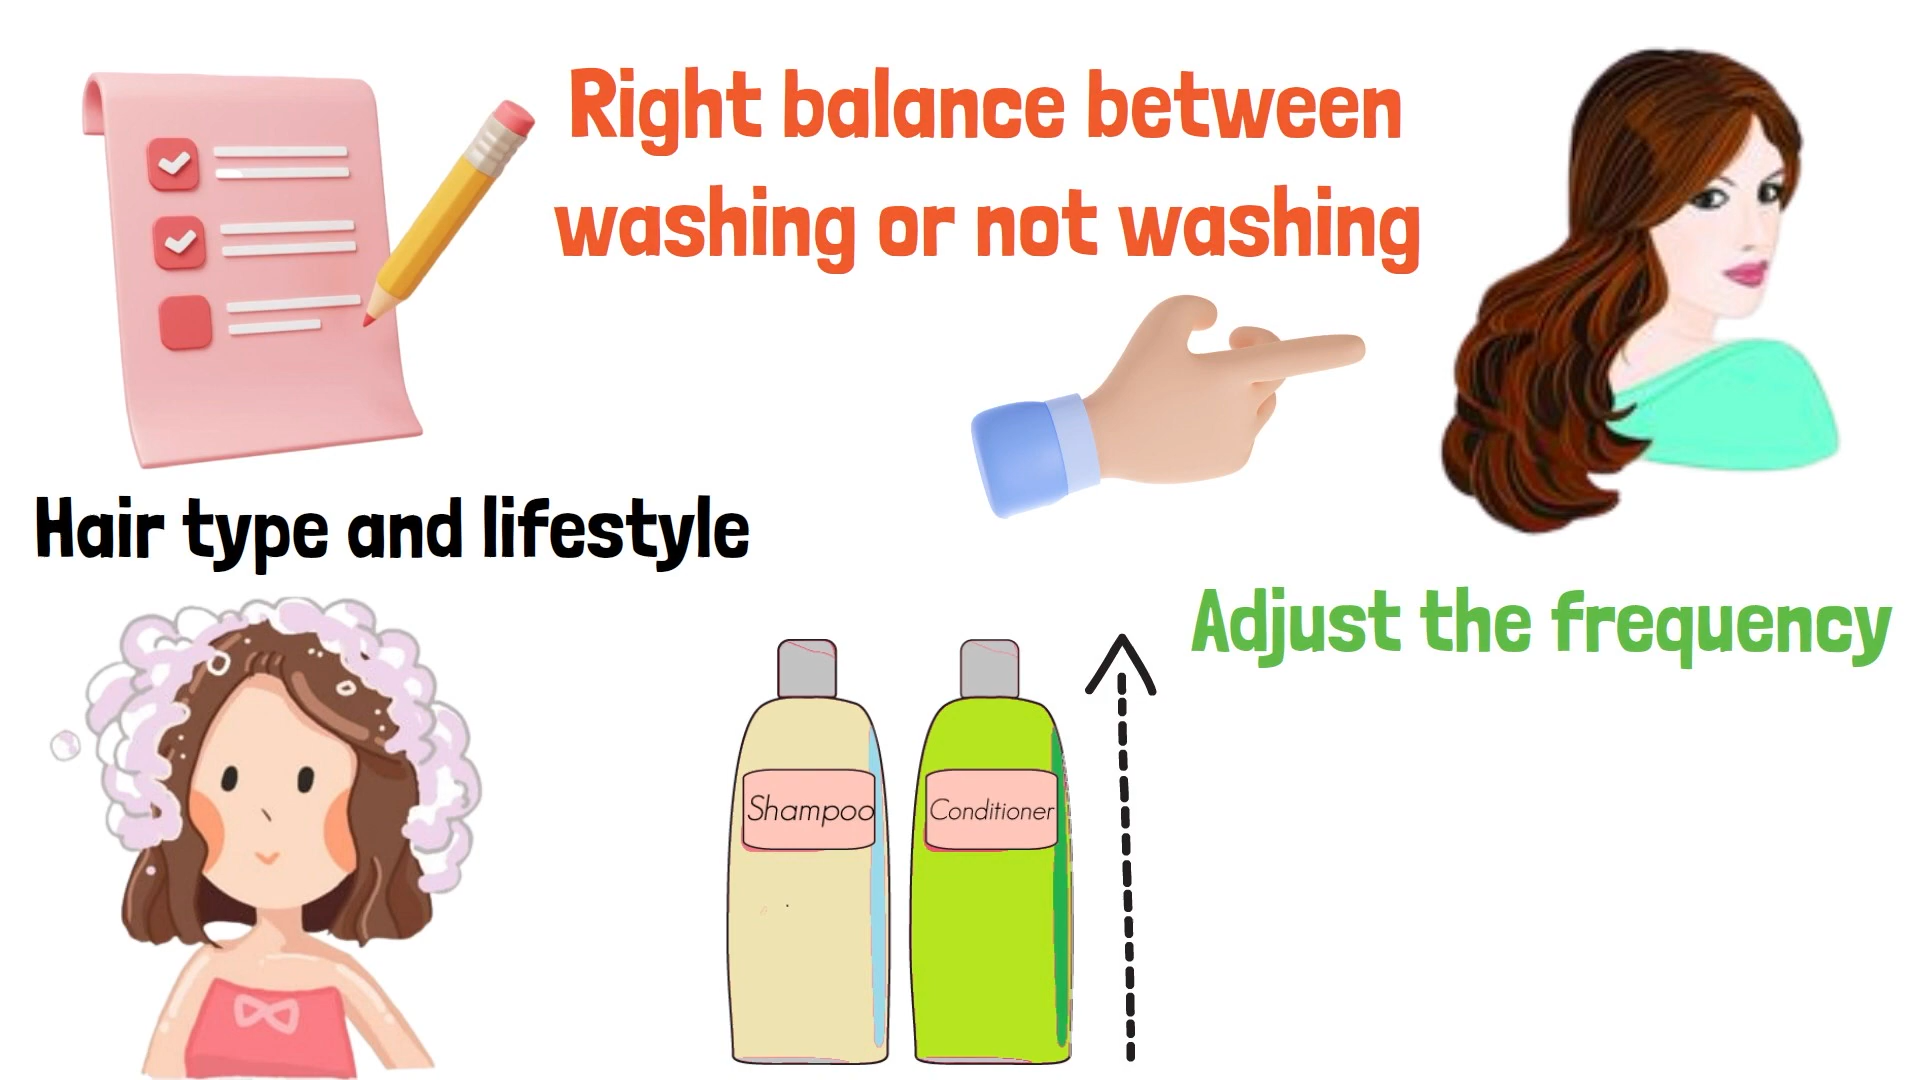 Right balance between
washing or not washing
Hair type and lifestyle
Adjust the frequency
Shampoo
Conditioner